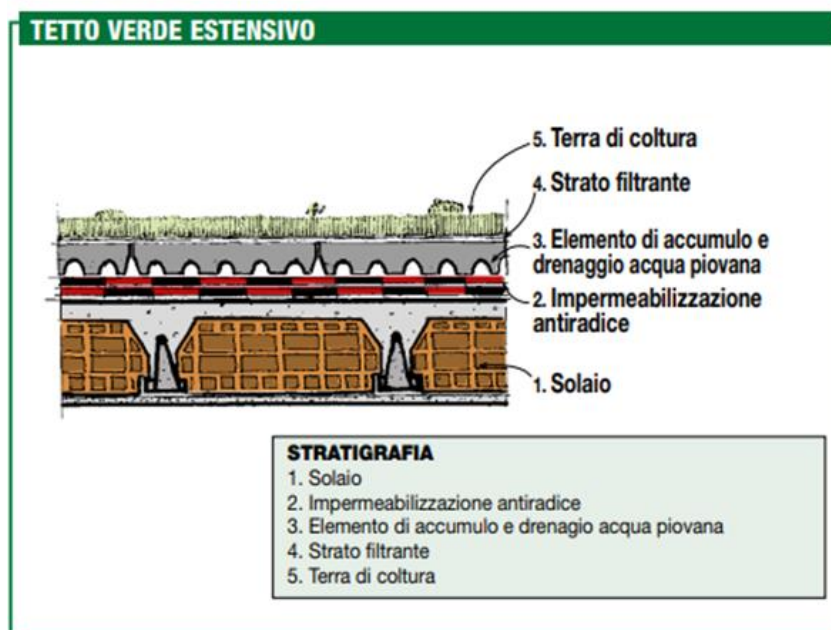 TETTO VERDE ESTENSIVO
5. Terra di coltura
4. Strato filtrante
3. Elemento di accumulo e
drenaggio acqua piovana
2. Impermeabilizzazione
antiradice
1. Solaio
STRATIGRAFIA
1. Solaio
2. Impermeabilizzazione antiradice
3. Elemento di accumulo e drenagio acqua piovana
4. Strato filtrante
5. Terra di coltura